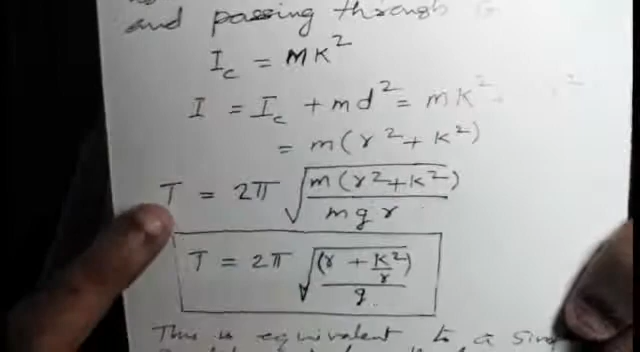 and passing through
I_c = MK²
I = I_c + md² = mK²
= m(r² + K²)
T = 2π √(m(r² + K²) / mgr)
T = 2π √((r + K²/r) / g)
This is equivalent to a